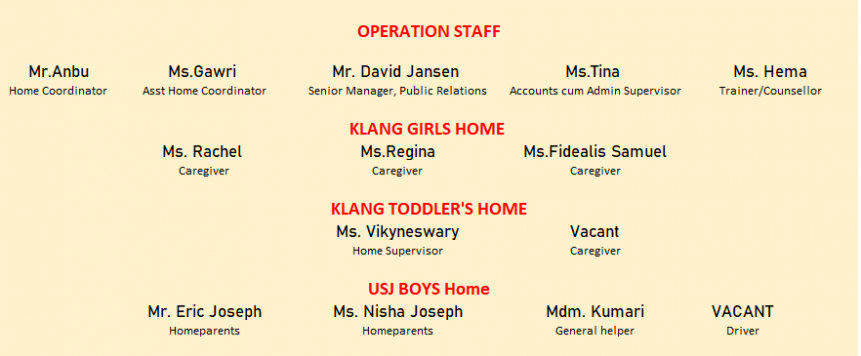 OPERATION STAFF
Mr.Anbu Ms.Gawri Mr. David Jansen Ms.Tina Ms. Hema
Home Coordinator Asst Home Coordinator Senior Manager, Public Relations Accounts cum Admin Supervisor Trainer/Counsellor
KLANG GIRLS HOME
Ms. Rachel Ms.Regina Ms.Fidealis Samuel
Caregiver Caregiver Caregiver
KLANG TODDLER'S HOME
Ms. Vikyneswary Vacant
Home Supervisor Caregiver
USJ BOYS Home
Mr. Eric Joseph Ms. Nisha Joseph Mdm. Kumari VACANT
Homeparents Homeparents General helper Driver